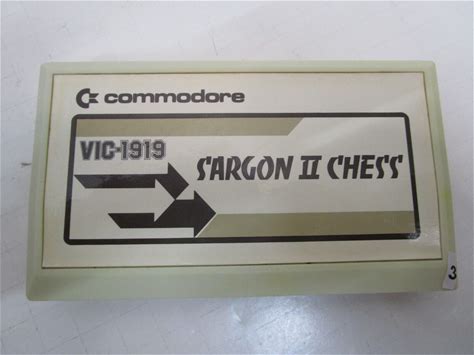 commodore
VIC-1919
SARGON II CHESS
3